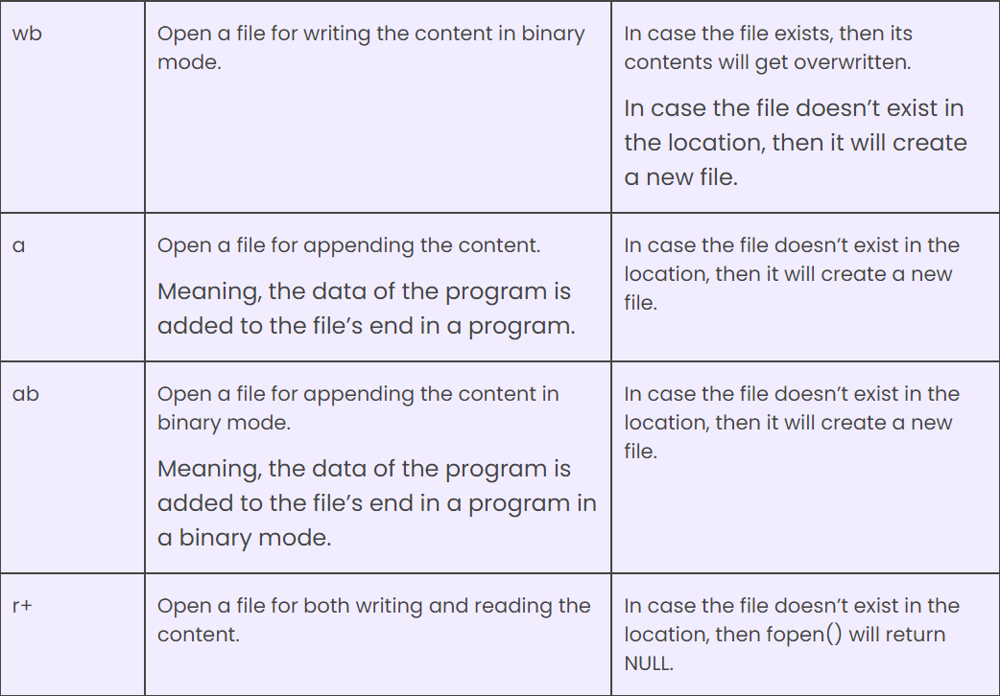 wb
Open a file for writing the content in binary
mode.
In case the file exists, then its
contents will get overwritten.
In case the file doesn’t exist in
the location, then it will create
a new file.
a
Open a file for appending the content.
Meaning, the data of the program is
added to the file’s end in a program.
In case the file doesn’t exist in the
location, then it will create a new
file.
ab
Open a file for appending the content in
binary mode.
Meaning, the data of the program is
added to the file’s end in a program in
a binary mode.
In case the file doesn’t exist in the
location, then it will create a new
file.
r+
Open a file for both writing and reading the
content.
In case the file doesn’t exist in the
location, then fopen() will return
NULL.